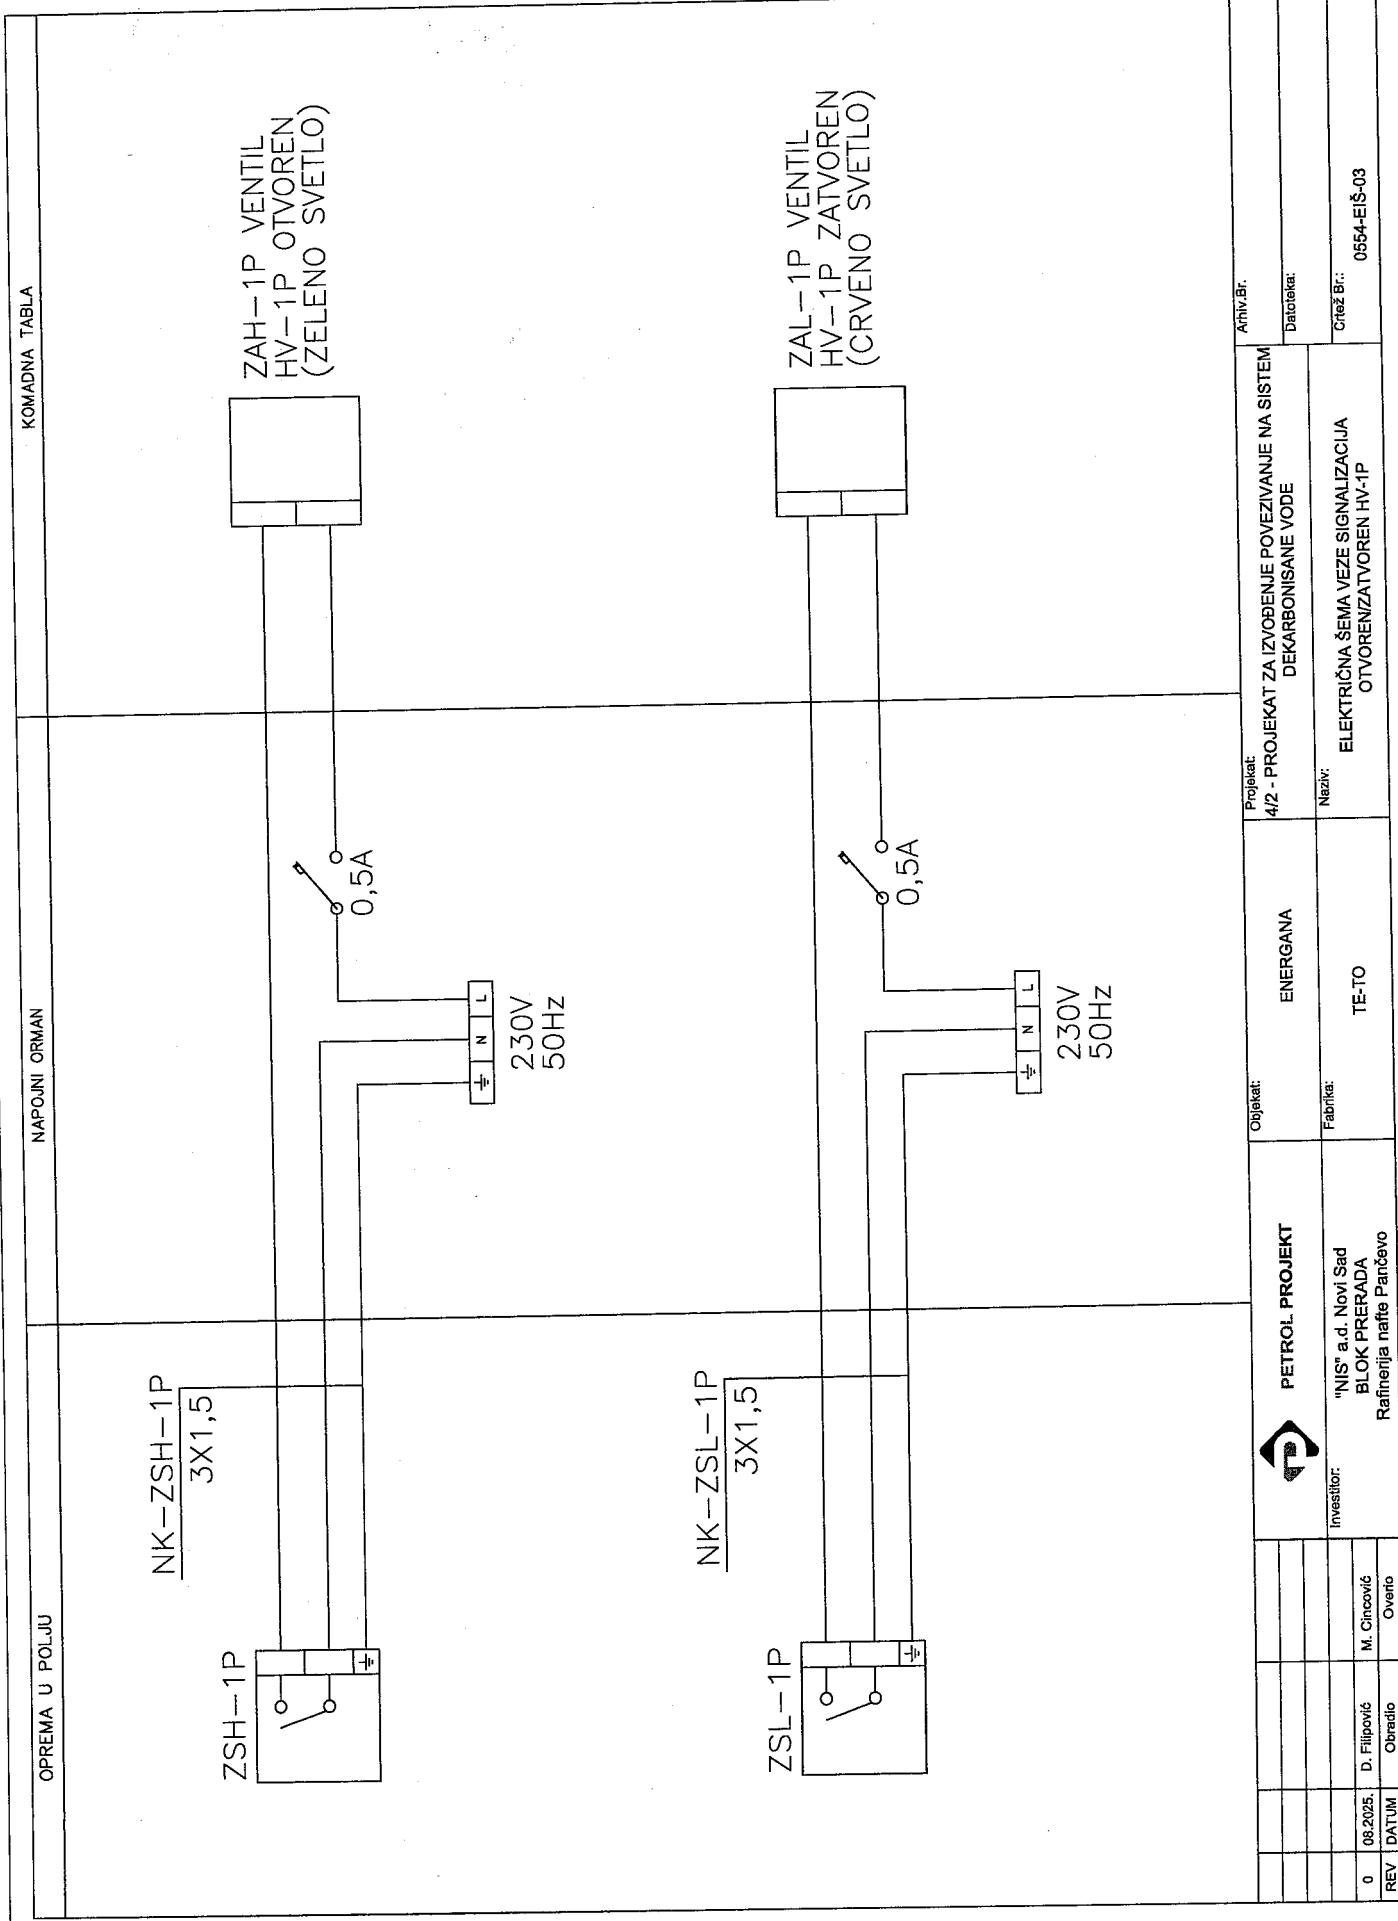 OPREMA U POLJU
NAPOJNI ORMAN
KOMADNA TABLA
NK-ZSH-1P
3X1,5
ZSH-1P
0,5A
N
L
230V
50Hz
ZAH-1P VENTIL
HV-1P OTVOREN
(ZELENO SVETLO)
NK-ZSL-1P
3X1,5
ZSL-1P
0,5A
N
L
230V
50Hz
ZAL-1P VENTIL
HV-1P ZATVOREN
(CRVENO SVETLO)
0
08.2025.
D. Filipović
M. Cincović
REV
DATUM
Obradio
Overio
PETROL PROJEKT
Investitor:
"NIS" a.d. Novi Sad
BLOK PRERADA
Rafinerija nafte Pančevo
Objekat:
ENERGANA
Fabrika:
TE-TO
Projekat:
4/2 - PROJEKAT ZA IZVOĐENJE POVEZIVANJE NA SISTEM
DEKARBONISANE VODE
Naziv:
ELEKTRIČNA ŠEMA VEZE SIGNALIZACIJA
OTVOREN/ZATVOREN HV-1P
Arhiv.Br.
Datoteka:
Crtež Br.:
0554-EIŠ-03